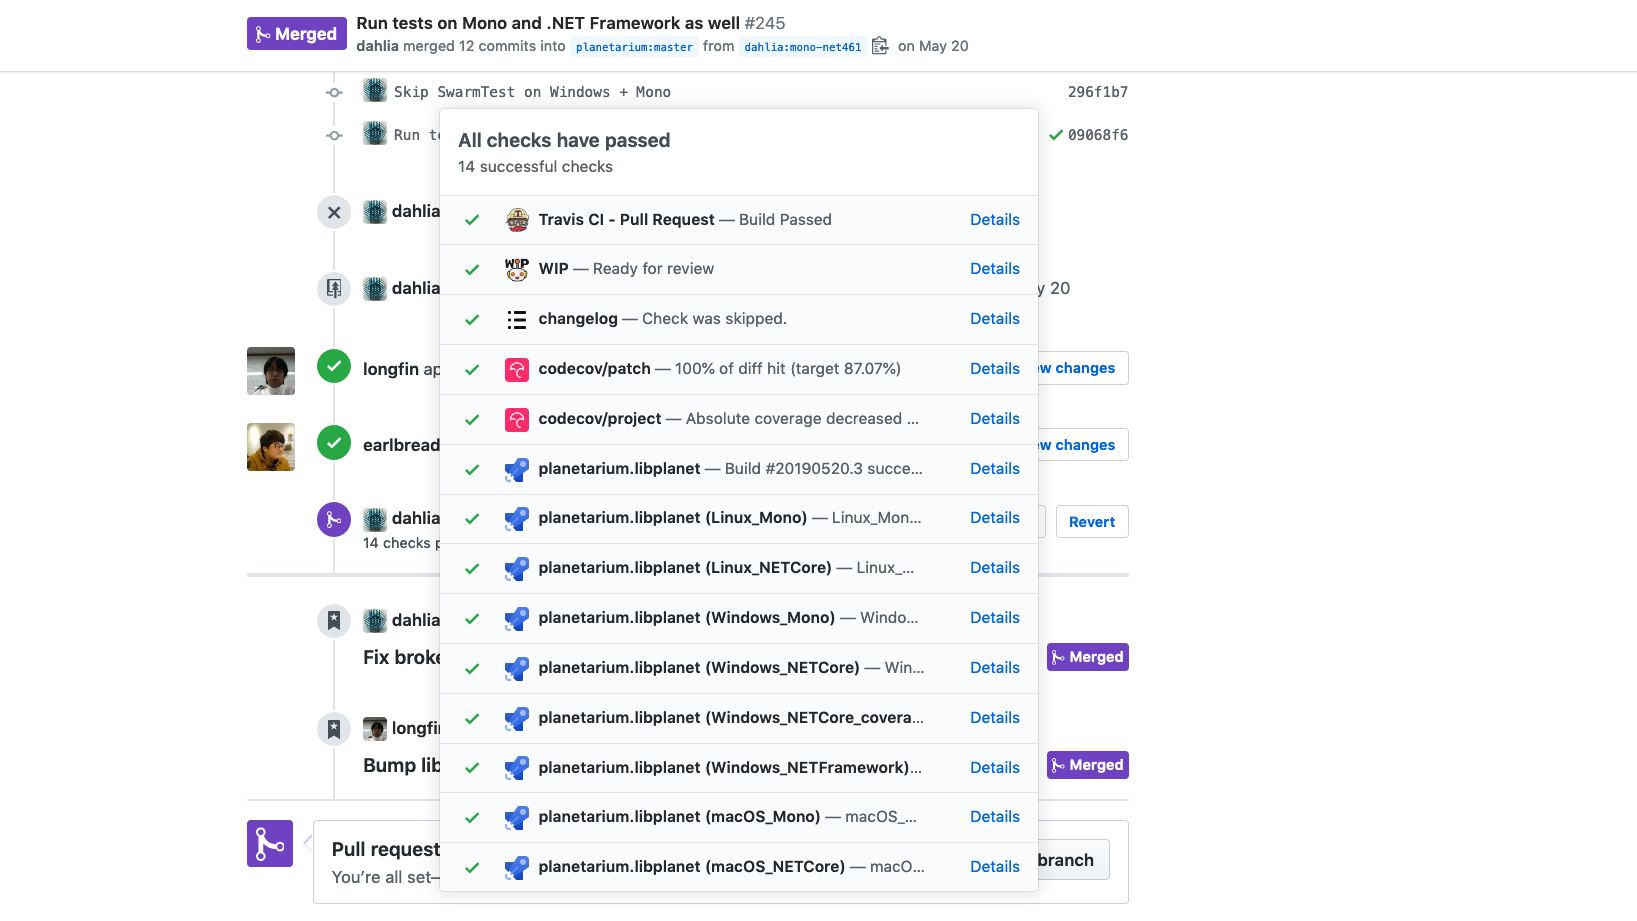 Merged
Run tests on Mono and .NET Framework as well #245
dahlia merged 12 commits into planetarium:master from dahlia:mono-net461 on May 20
Skip SwarmTest on Windows + Mono 296f1b7
Run te 09068f6
All checks have passed
14 successful checks
dahlia
Travis CI - Pull Request — Build Passed Details
WIP — Ready for review Details
dahlia y 20
changelog — Check was skipped. Details
longfin ap ew changes
codecov/patch — 100% of diff hit (target 87.07%) Details
codecov/project — Absolute coverage decreased ... Details
earlbread ew changes
planetarium.libplanet — Build #20190520.3 succe... Details
planetarium.libplanet (Linux_Mono) — Linux_Mon... Details
dahlia Revert
14 checks p
planetarium.libplanet (Linux_NETCore) — Linux_... Details
planetarium.libplanet (Windows_Mono) — Windo... Details
dahlia
Fix broke Merged
planetarium.libplanet (Windows_NETCore) — Win... Details
planetarium.libplanet (Windows_NETCore_covera... Details
longfin
Bump lib Merged
planetarium.libplanet (Windows_NETFramework)... Details
planetarium.libplanet (macOS_Mono) — macOS_... Details
planetarium.libplanet (macOS_NETCore) — macO... Details
Pull request branch
You're all set—